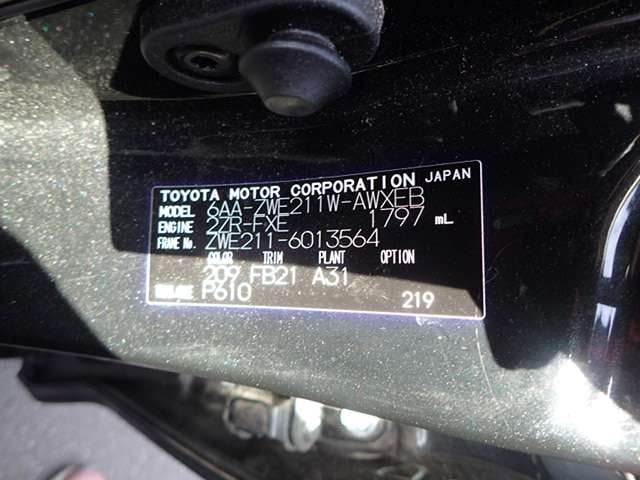 TOYOTA MOTOR CORPORATION JAPAN
MODEL 6AA-ZWE211W-AWXEB
ENGINE 2ZR-FXE 1797 mL
FRAME No. ZWE211-6013564
COLOR TRIM PLANT OPTION
209 FB21 A31
P610 219